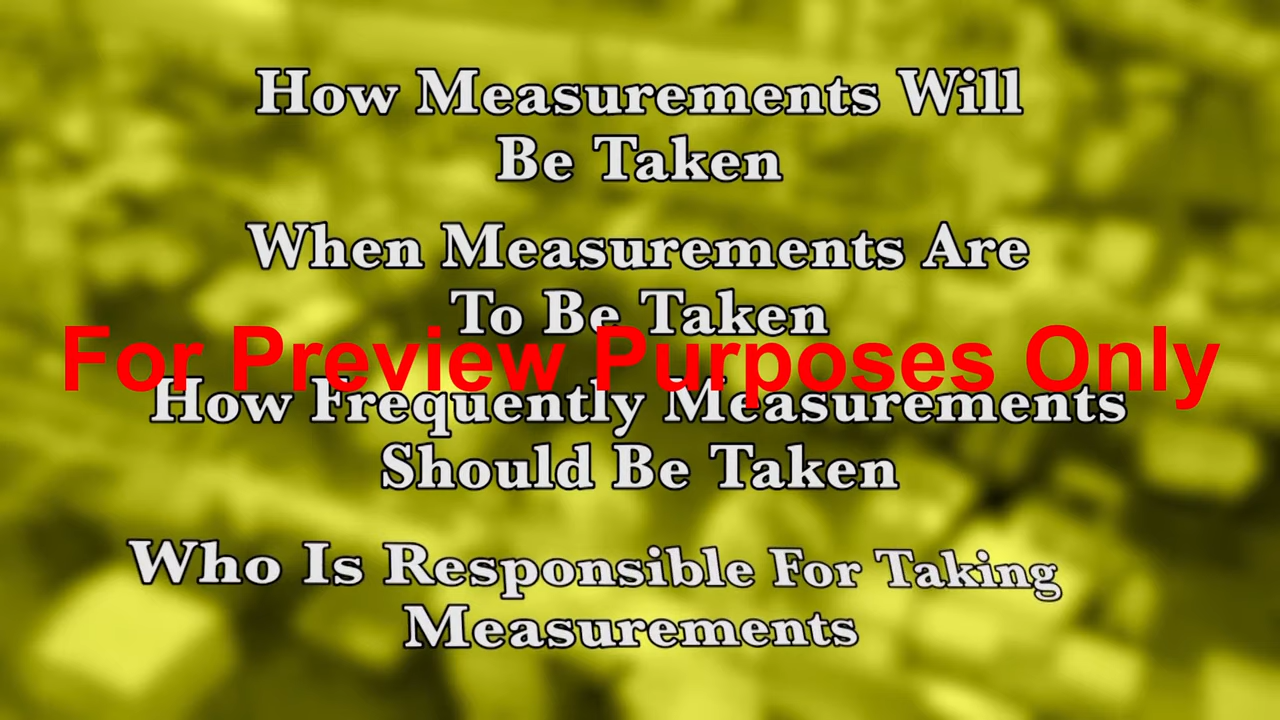 How Measurements Will
Be Taken
When Measurements Are
To Be Taken
For Preview Purposes Only
How Frequently Measurements
Should Be Taken
Who Is Responsible For Taking
Measurements